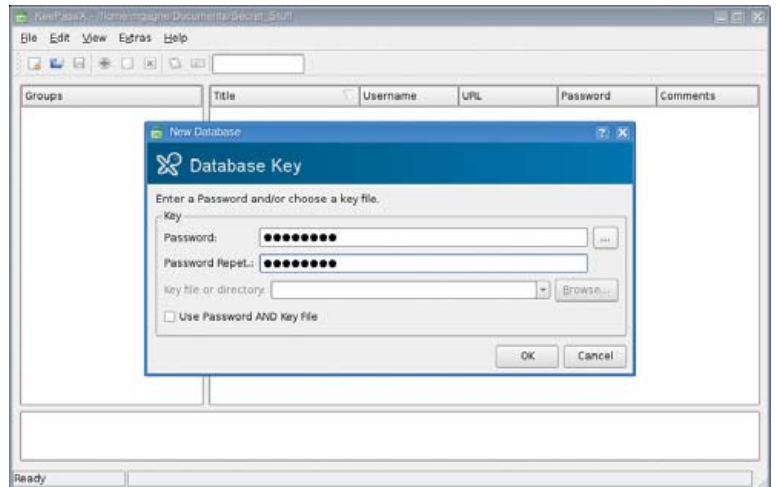 KeePassX - /home/mgagne/Documents/Secret_Stuff
File Edit View Extras Help
Groups Title Username URL Password Comments
New Database
Database Key
Enter a Password and/or choose a key file.
Key
Password: ●●●●●●●● ...
Password Repet.: ●●●●●●●●
Key file or directory: Browse...
Use Password AND Key File
OK Cancel
Ready